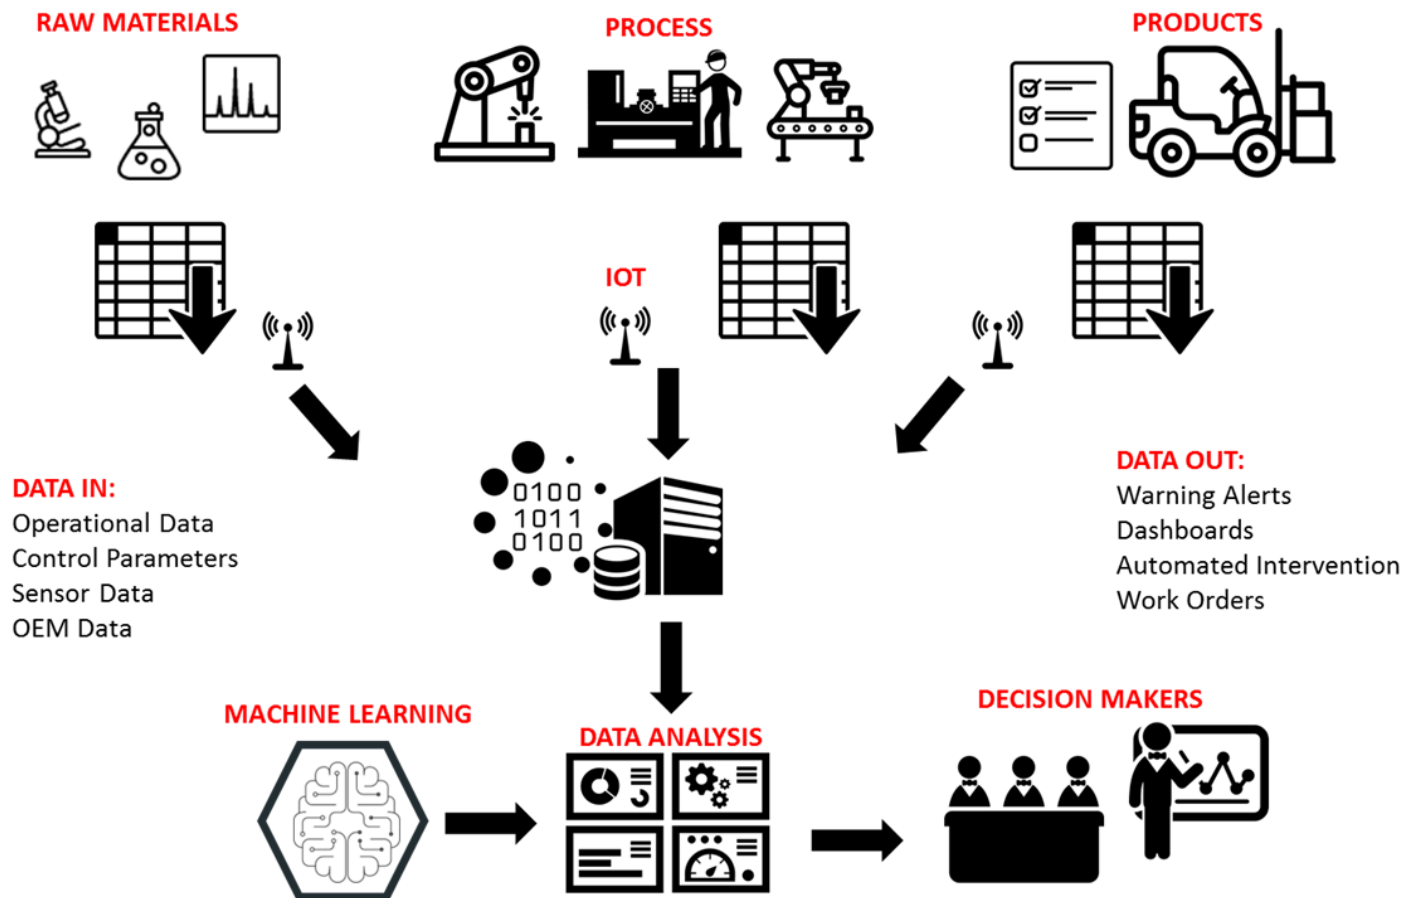 RAW MATERIALS
PROCESS
PRODUCTS
IOT
DATA IN:
Operational Data
Control Parameters
Sensor Data
OEM Data
0100
1011
0100
DATA OUT:
Warning Alerts
Dashboards
Automated Intervention
Work Orders
MACHINE LEARNING
DATA ANALYSIS
DECISION MAKERS